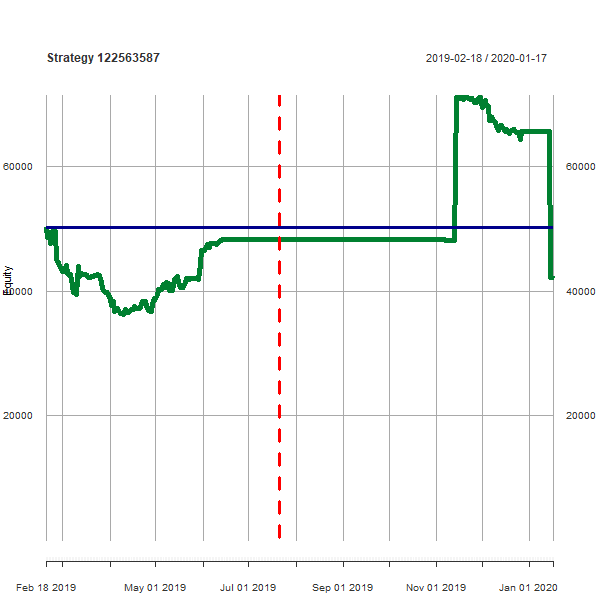 Strategy 122563587
2019-02-18 / 2020-01-17
60000
60000
Equity
40000
40000
20000
20000
Feb 18 2019
May 01 2019
Jul 01 2019
Sep 01 2019
Nov 01 2019
Jan 01 2020